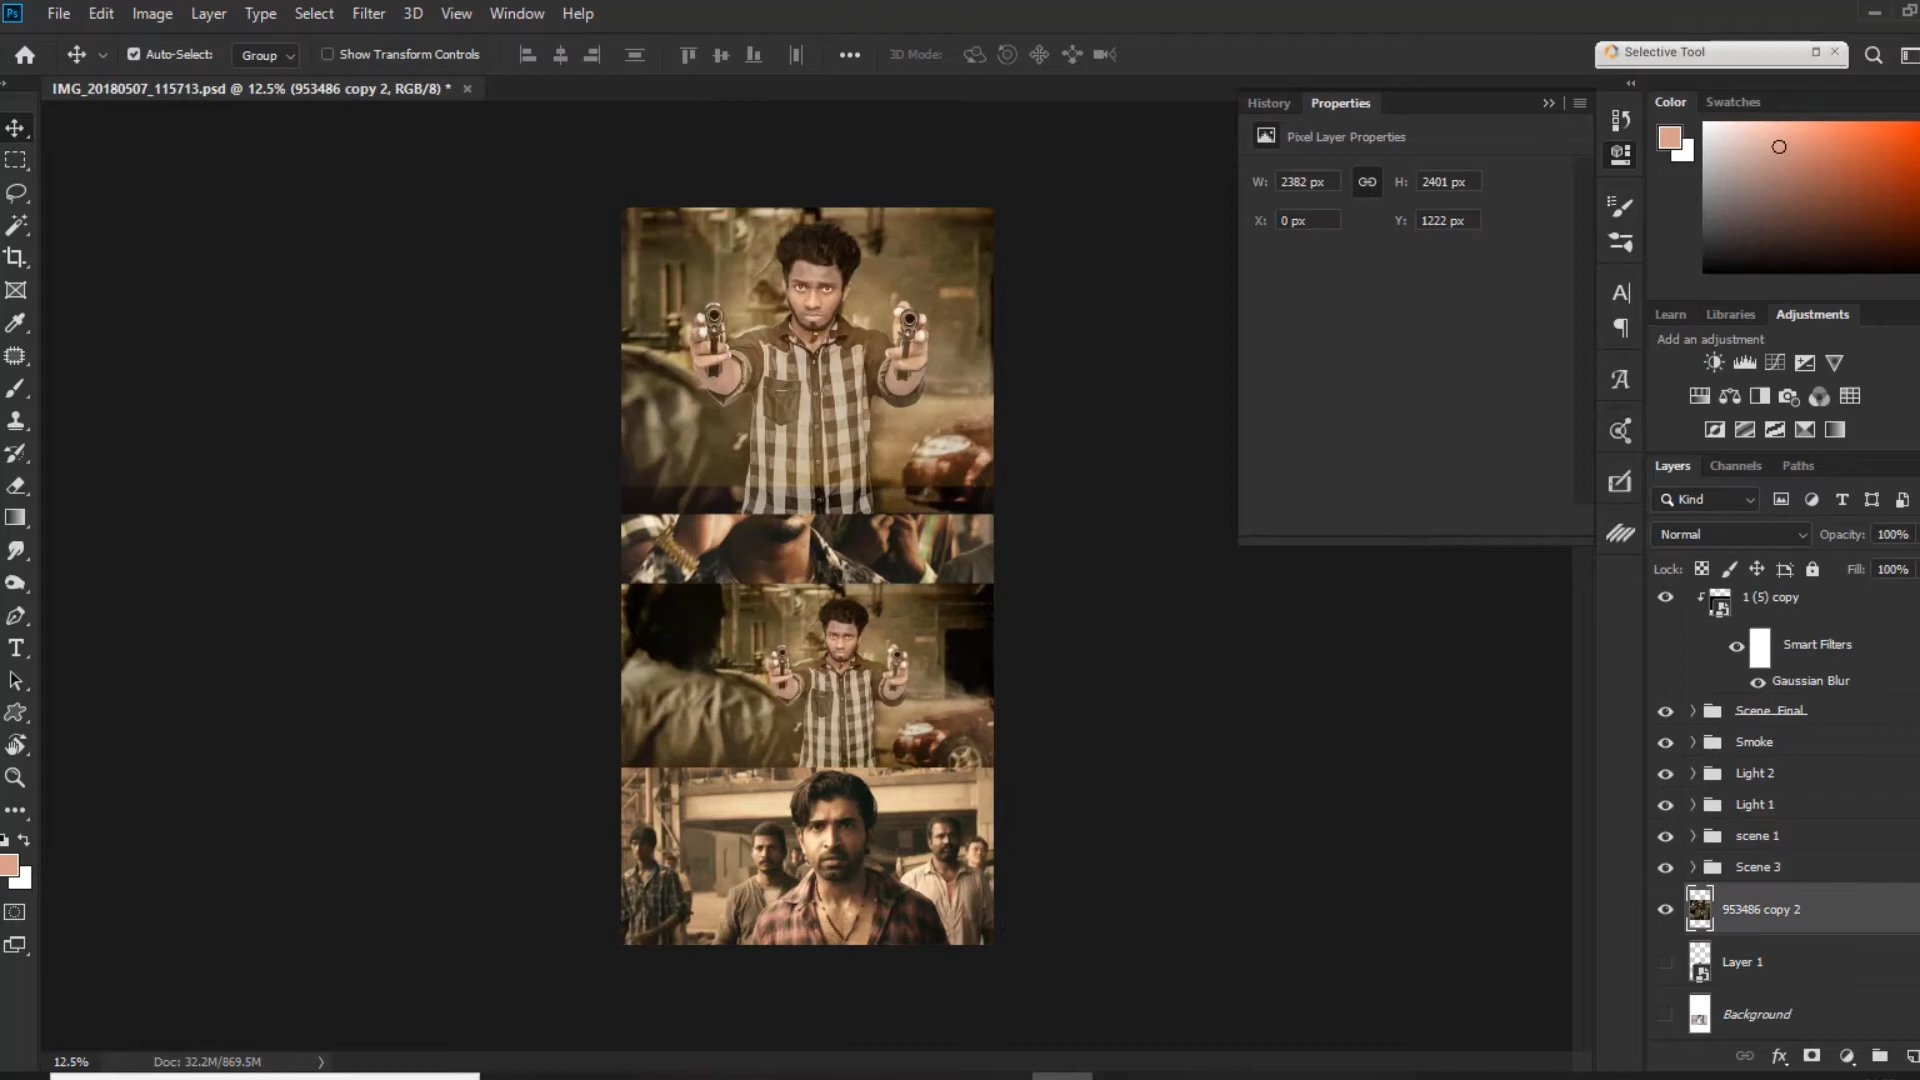 Ps File Edit Image Layer Type Select Filter 3D View Window Help
Auto-Select: Group Show Transform Controls 3D Mode: Selective Tool
IMG_20180507_115713.psd @ 12.5% (953486 copy 2, RGB/8) *
History Properties
Pixel Layer Properties
W: 2382 px H: 2401 px
X: 0 px Y: 1222 px
Color Swatches
Learn Libraries Adjustments
Add an adjustment
Layers Channels Paths
Kind
Normal Opacity: 100%
Lock: Fill: 100%
1 (5) copy
Smart Filters
Gaussian Blur
Scene_Final_
Smoke
Light 2
Light 1
scene 1
Scene 3
953486 copy 2
Layer 1
Background
12.5% Doc: 32.2M/869.5M